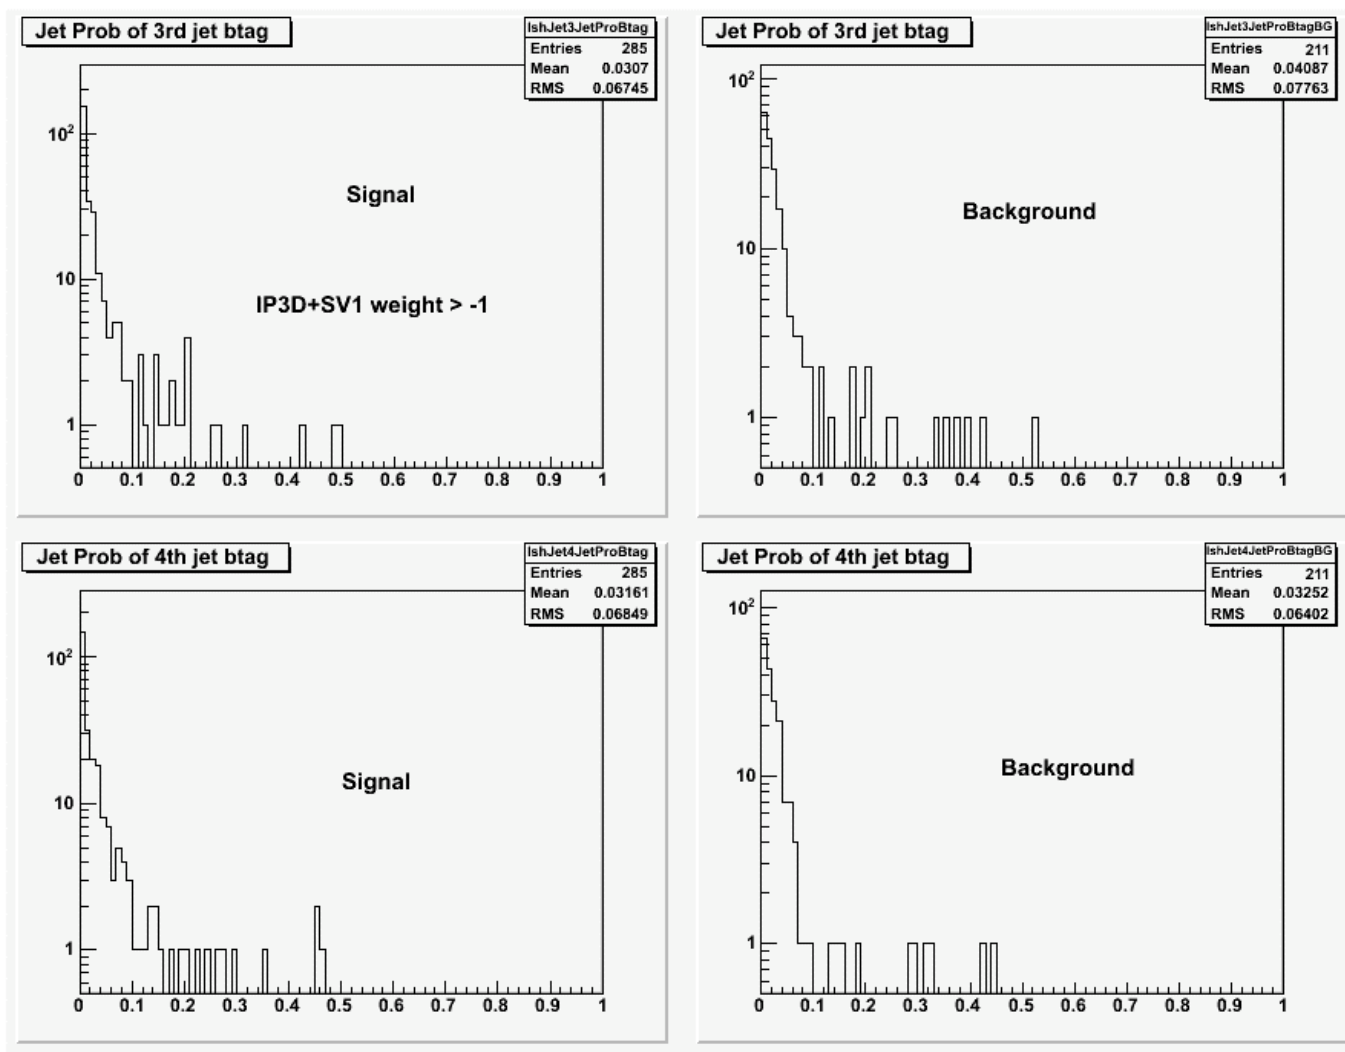 Jet Prob of 3rd jet btag
IshJet3JetProBtag
Entries 285
Mean 0.0307
RMS 0.06745
10²
10
1
Signal
IP3D+SV1 weight > -1
0 0.1 0.2 0.3 0.4 0.5 0.6 0.7 0.8 0.9 1
Jet Prob of 3rd jet btag
IshJet3JetProBtagBG
Entries 211
Mean 0.04087
RMS 0.07763
10²
10
1
Background
0 0.1 0.2 0.3 0.4 0.5 0.6 0.7 0.8 0.9 1
Jet Prob of 4th jet btag
IshJet4JetProBtag
Entries 285
Mean 0.03161
RMS 0.06849
10²
10
1
Signal
0 0.1 0.2 0.3 0.4 0.5 0.6 0.7 0.8 0.9 1
Jet Prob of 4th jet btag
IshJet4JetProBtagBG
Entries 211
Mean 0.03252
RMS 0.06402
10²
10
1
Background
0 0.1 0.2 0.3 0.4 0.5 0.6 0.7 0.8 0.9 1